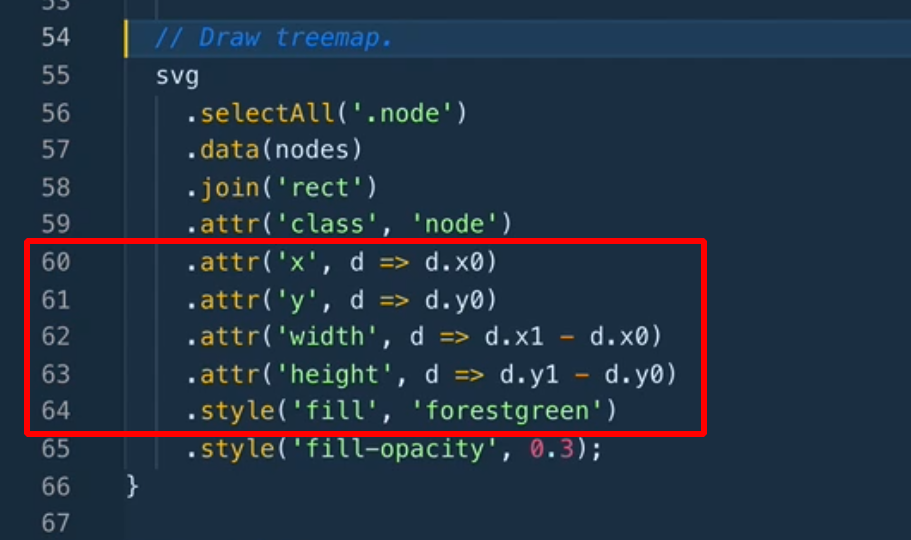 53
54 // Draw treemap.
55 svg
56 .selectAll('.node')
57 .data(nodes)
58 .join('rect')
59 .attr('class', 'node')
60 .attr('x', d => d.x0)
61 .attr('y', d => d.y0)
62 .attr('width', d => d.x1 - d.x0)
63 .attr('height', d => d.y1 - d.y0)
64 .style('fill', 'forestgreen')
65 .style('fill-opacity', 0.3);
66 }
67